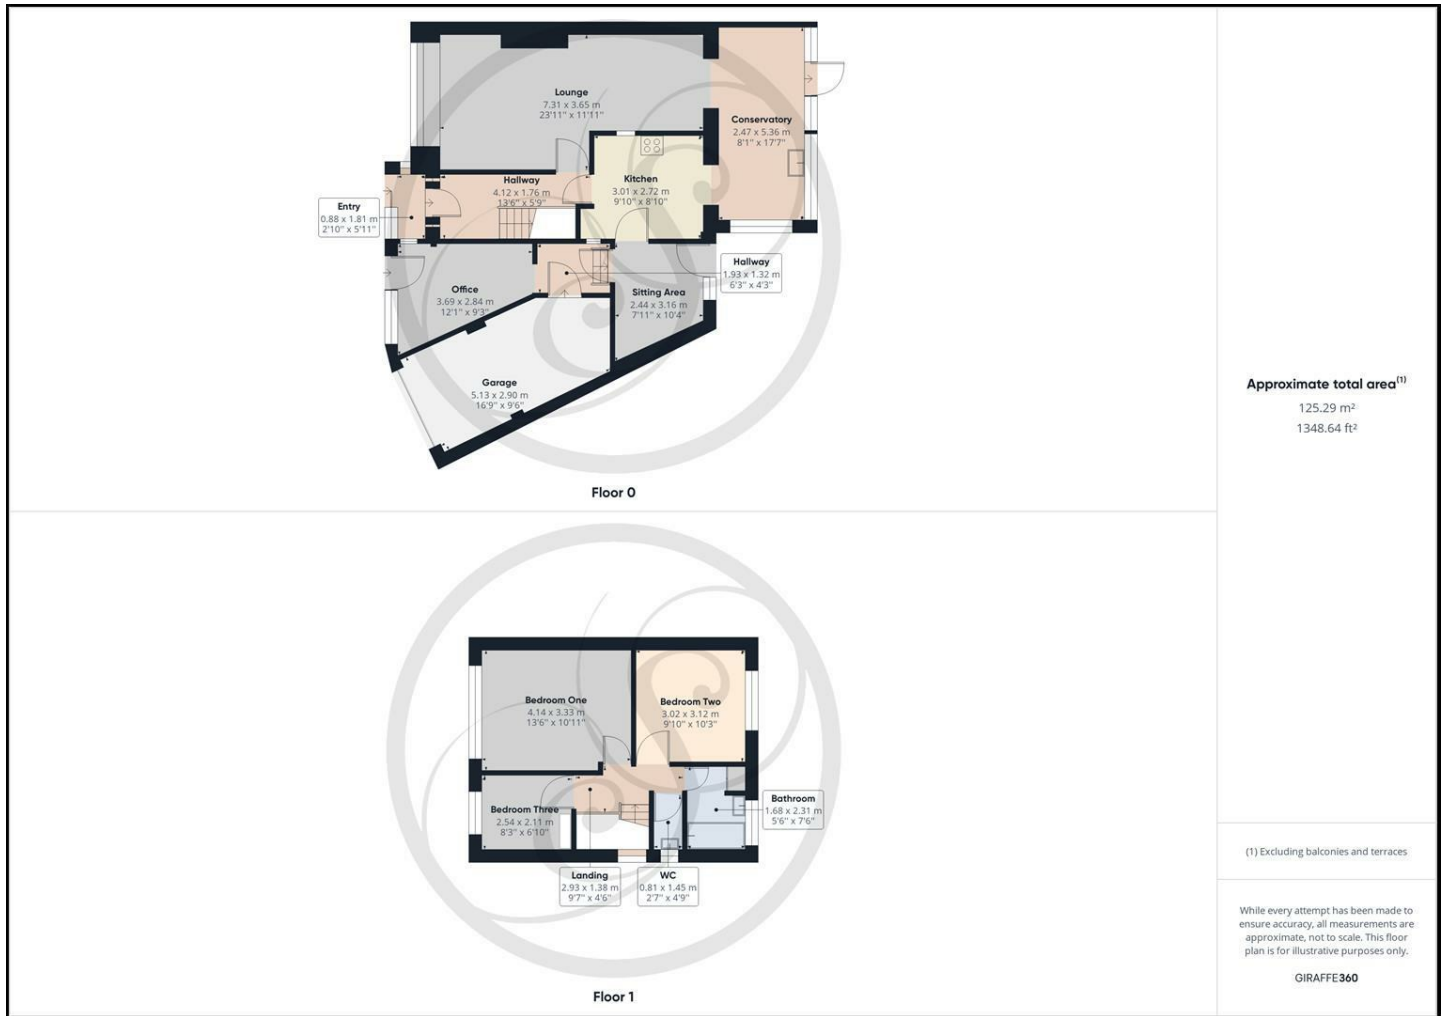 Lounge
7.31 x 3.65 m
23'11" x 11'11"
Conservatory
2.47 x 5.36 m
8'1" x 17'7"
Kitchen
3.01 x 2.72 m
9'10" x 8'10"
Hallway
4.12 x 1.76 m
13'6" x 5'9"
Entry
0.88 x 1.81 m
2'10" x 5'11"
Hallway
1.93 x 1.32 m
6'3" x 4'3"
Office
3.69 x 2.84 m
12'1" x 9'3"
Sitting Area
2.44 x 3.16 m
7'11" x 10'4"
Garage
5.13 x 2.90 m
16'9" x 9'6"
Floor 0
Bedroom One
4.14 x 3.33 m
13'6" x 10'11"
Bedroom Two
3.02 x 3.12 m
9'10" x 10'3"
Bedroom Three
2.54 x 2.11 m
8'3" x 6'10"
Bathroom
1.68 x 2.31 m
5'6" x 7'6"
Landing
2.93 x 1.38 m
9'7" x 4'6"
WC
0.81 x 1.45 m
2'7" x 4'9"
Floor 1
Approximate total area(1)
125.29 m²
1348.64 ft²
(1) Excluding balconies and terraces
While every attempt has been made to
ensure accuracy, all measurements are
approximate, not to scale. This floor
plan is for illustrative purposes only.
GIRAFFE360